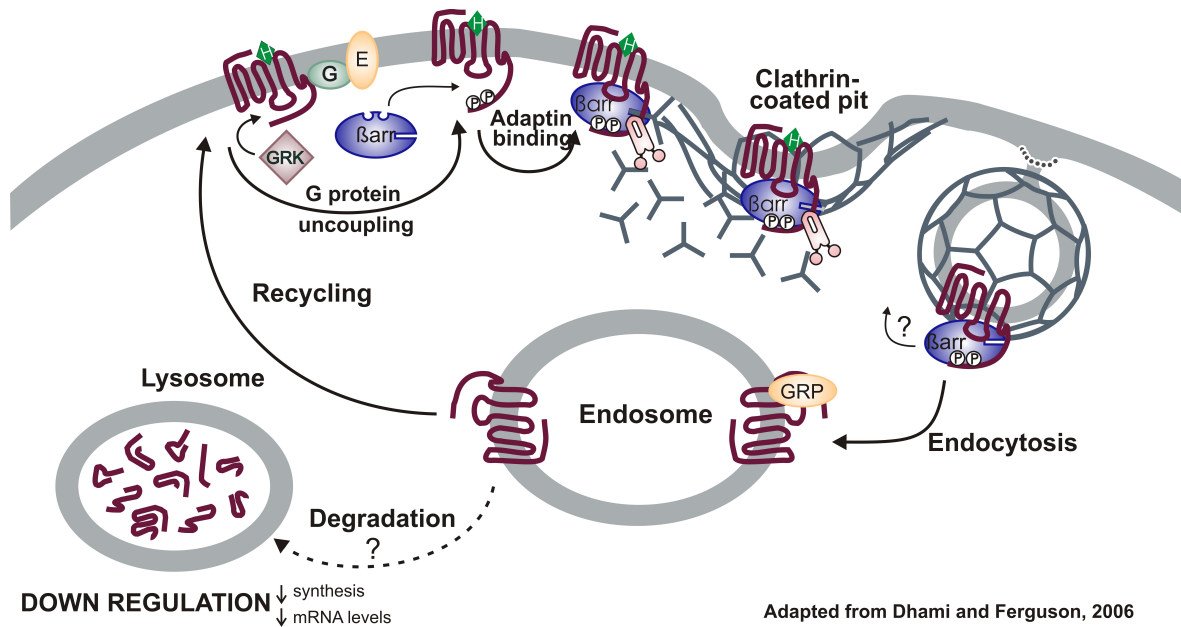 H
G
E
GRK
ßarr
H
P P
G protein
uncoupling
Adaptin
binding
H
ßarr
P P
Clathrin-
coated pit
H
ßarr
P P
?
ßarr
P P
Endocytosis
GRP
Endosome
Recycling
Lysosome
Degradation
?
DOWN REGULATION
↓ synthesis
↓ mRNA levels
Adapted from Dhami and Ferguson, 2006